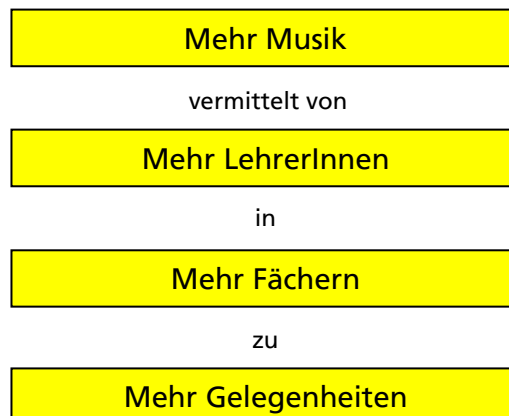 Mehr Musik
vermittelt von
Mehr LehrerInnen
in
Mehr Fächern
zu
Mehr Gelegenheiten